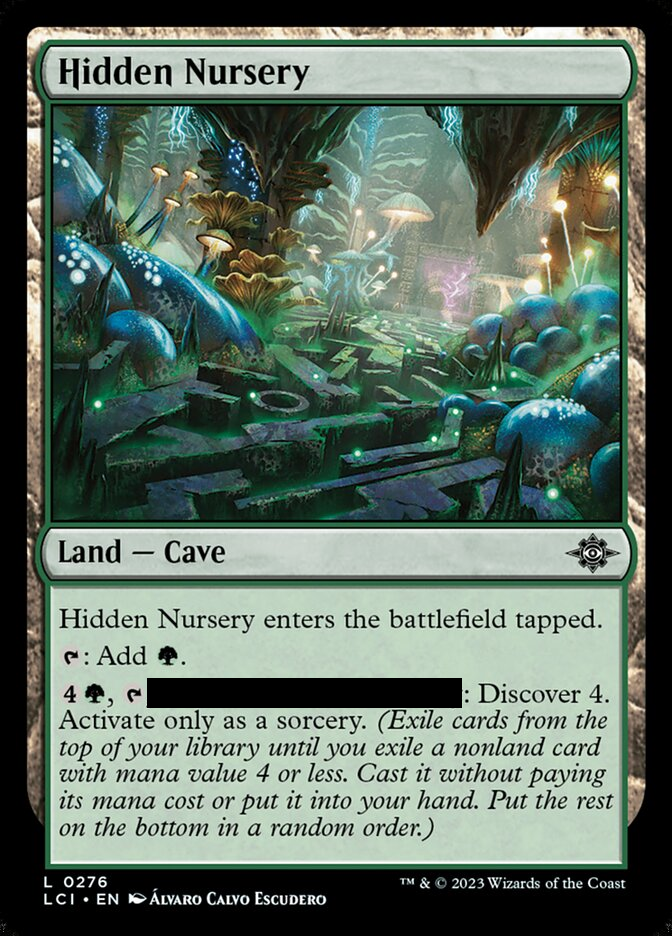 Hidden Nursery
Land — Cave
Hidden Nursery enters the battlefield tapped.
: Add .
4 , : Discover 4.
Activate only as a sorcery. (Exile cards from the
top of your library until you exile a nonland card
with mana value 4 or less. Cast it without paying
its mana cost or put it into your hand. Put the rest
on the bottom in a random order.)
L 0276
LCI • EN Álvaro Calvo Escudero
™ & © 2023 Wizards of the Coast